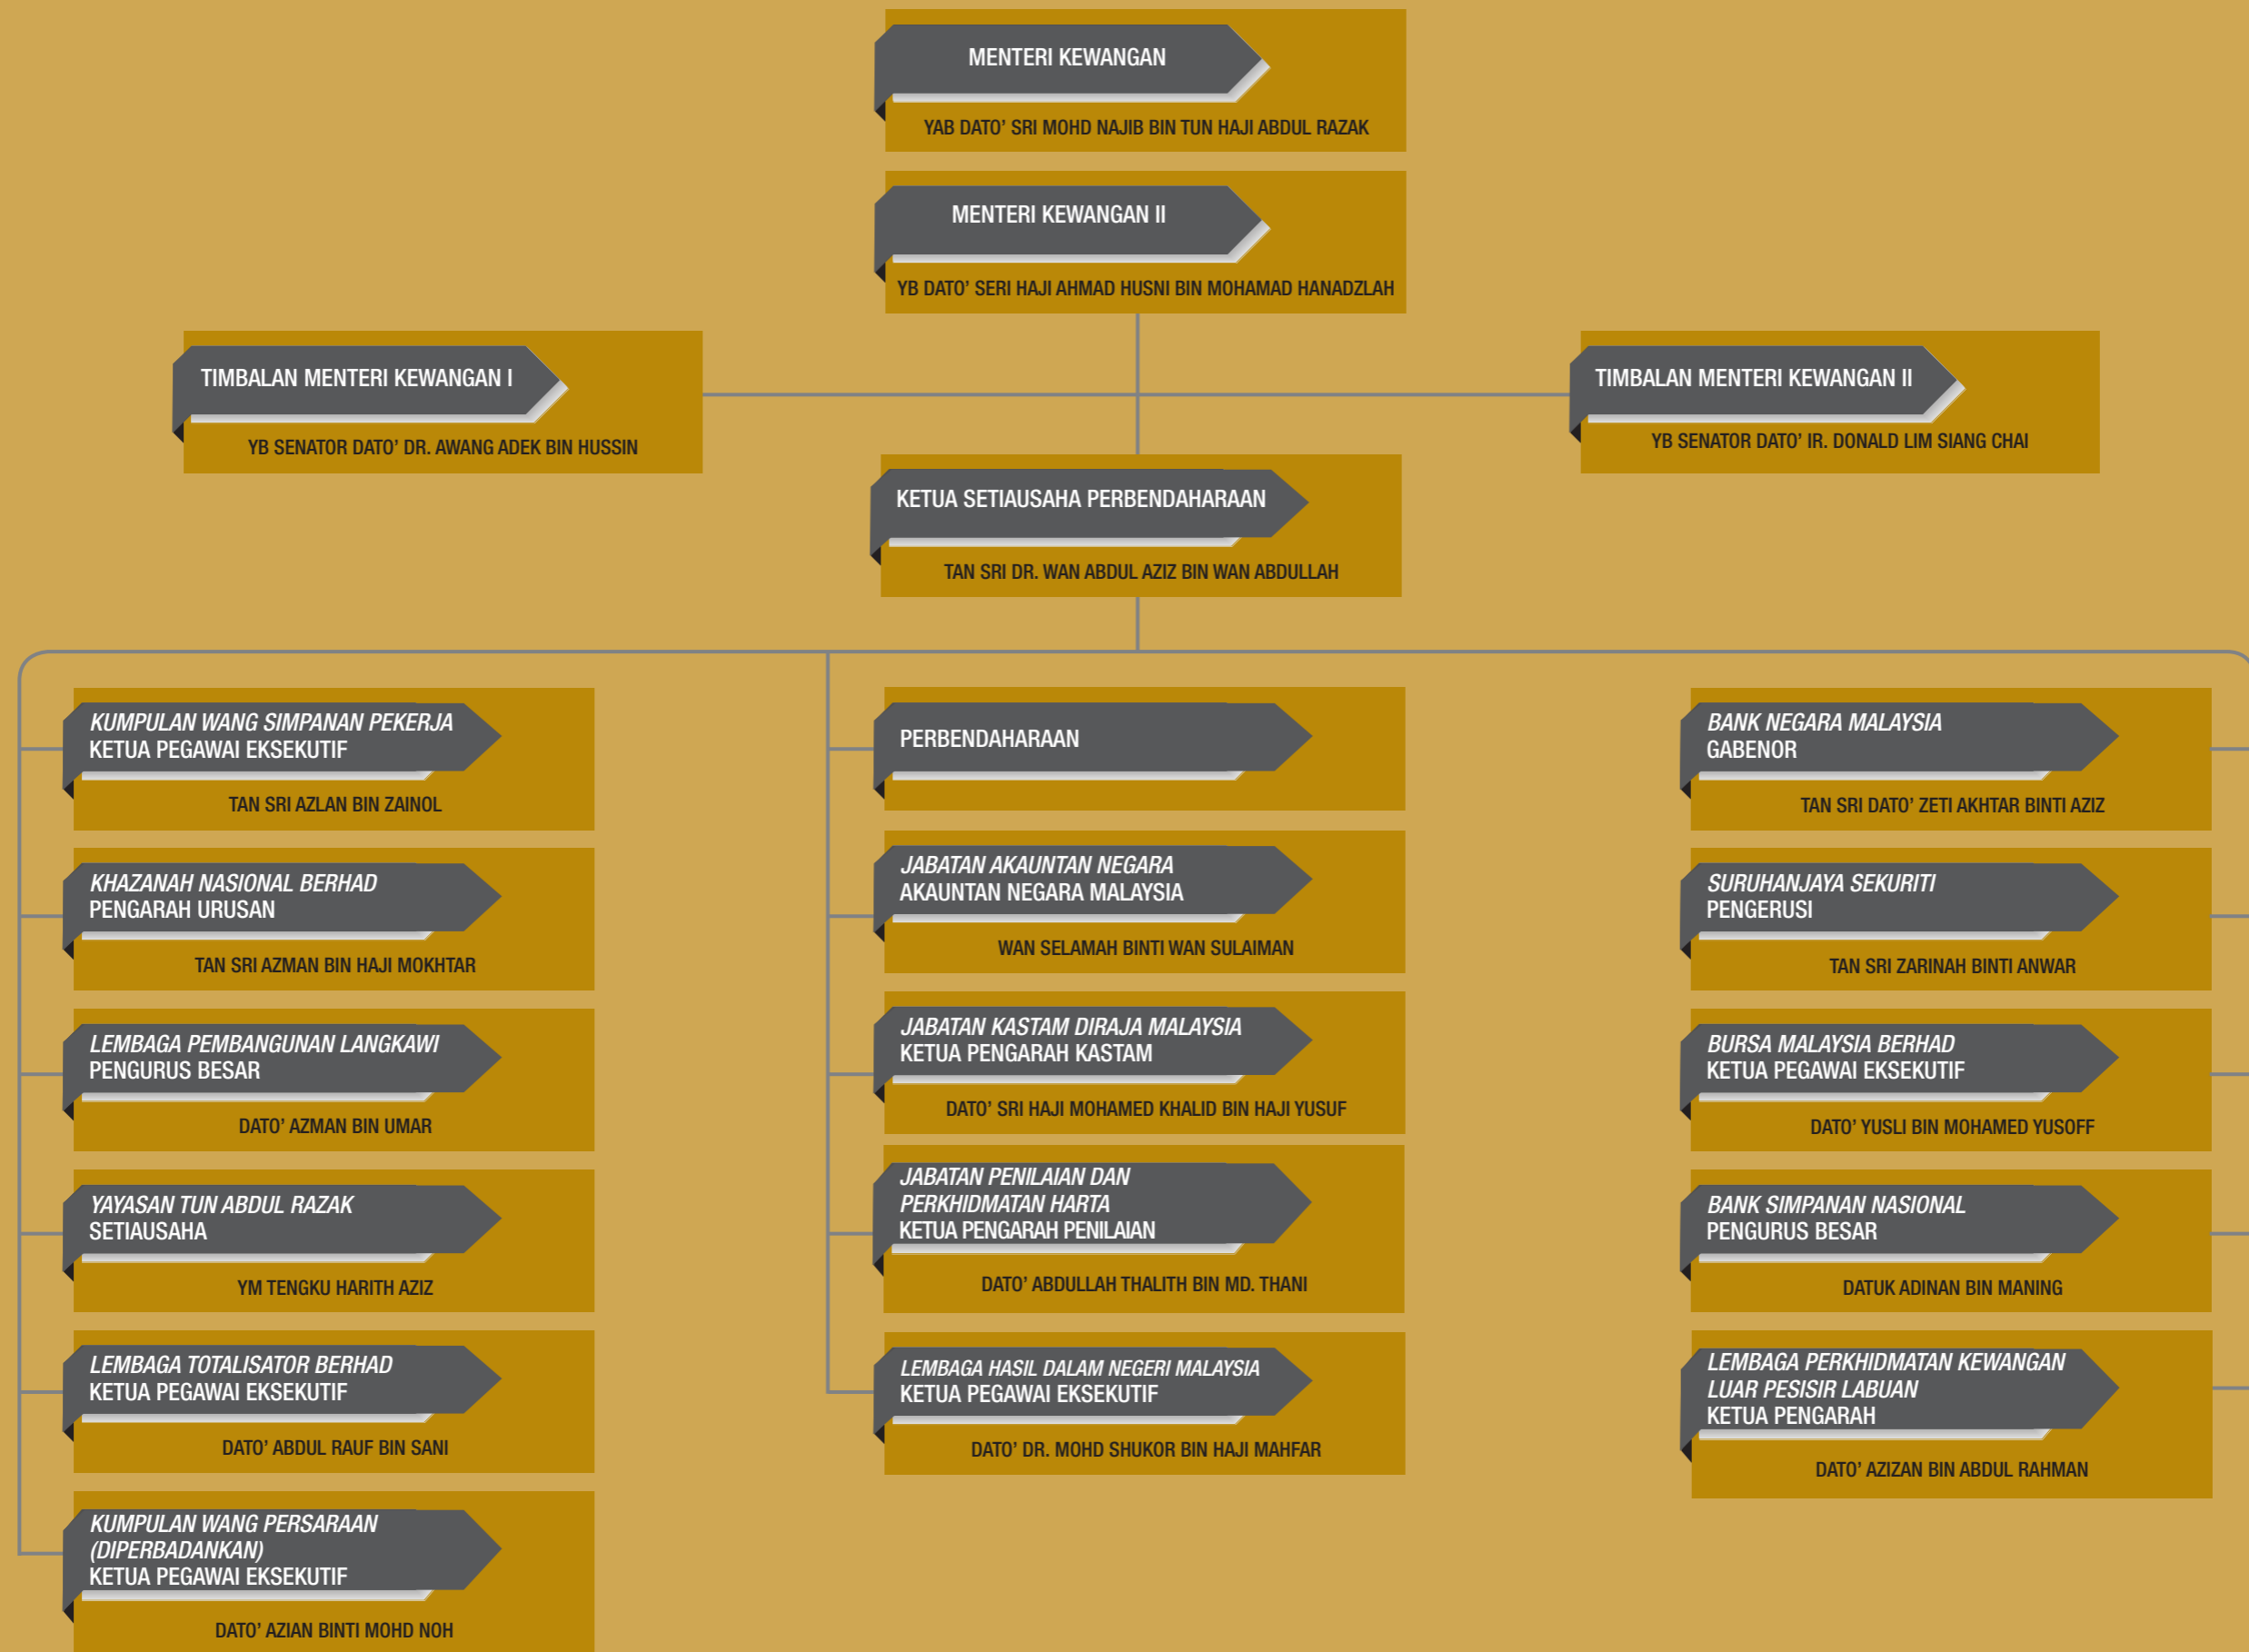 MENTERI KEWANGAN
YAB DATO’ SRI MOHD NAJIB BIN TUN HAJI ABDUL RAZAK
MENTERI KEWANGAN II
YB DATO’ SERI HAJI AHMAD HUSNI BIN MOHAMAD HANADZLAH
TIMBALAN MENTERI KEWANGAN I
YB SENATOR DATO’ DR. AWANG ADEK BIN HUSSIN
TIMBALAN MENTERI KEWANGAN II
YB SENATOR DATO’ IR. DONALD LIM SIANG CHAI
KETUA SETIAUSAHA PERBENDAHARAAN
TAN SRI DR. WAN ABDUL AZIZ BIN WAN ABDULLAH
KUMPULAN WANG SIMPANAN PEKERJA
KETUA PEGAWAI EKSEKUTIF
TAN SRI AZLAN BIN ZAINOL
KHAZANAH NASIONAL BERHAD
PENGARAH URUSAN
TAN SRI AZMAN BIN HAJI MOKHTAR
LEMBAGA PEMBANGUNAN LANGKAWI
PENGURUS BESAR
DATO’ AZMAN BIN UMAR
YAYASAN TUN ABDUL RAZAK
SETIAUSAHA
YM TENGKU HARITH AZIZ
LEMBAGA TOTALISATOR BERHAD
KETUA PEGAWAI EKSEKUTIF
DATO’ ABDUL RAUF BIN SANI
KUMPULAN WANG PERSARAAN
(DIPERBADANKAN)
KETUA PEGAWAI EKSEKUTIF
DATO’ AZIAN BINTI MOHD NOH
PERBENDAHARAAN
JABATAN AKAUNTAN NEGARA
AKAUNTAN NEGARA MALAYSIA
WAN SELAMAH BINTI WAN SULAIMAN
JABATAN KASTAM DIRAJA MALAYSIA
KETUA PENGARAH KASTAM
DATO’ SRI HAJI MOHAMED KHALID BIN HAJI YUSUF
JABATAN PENILAIAN DAN
PERKHIDMATAN HARTA
KETUA PENGARAH PENILAIAN
DATO’ ABDULLAH THALITH BIN MD. THANI
LEMBAGA HASIL DALAM NEGERI MALAYSIA
KETUA PEGAWAI EKSEKUTIF
DATO’ DR. MOHD SHUKOR BIN HAJI MAHFAR
BANK NEGARA MALAYSIA
GABENOR
TAN SRI DATO’ ZETI AKHTAR BINTI AZIZ
SURUHANJAYA SEKURITI
PENGERUSI
TAN SRI ZARINAH BINTI ANWAR
BURSA MALAYSIA BERHAD
KETUA PEGAWAI EKSEKUTIF
DATO’ YUSLI BIN MOHAMED YUSOFF
BANK SIMPANAN NASIONAL
PENGURUS BESAR
DATUK ADINAN BIN MANING
LEMBAGA PERKHIDMATAN KEWANGAN
LUAR PESISIR LABUAN
KETUA PENGARAH
DATO’ AZIZAN BIN ABDUL RAHMAN